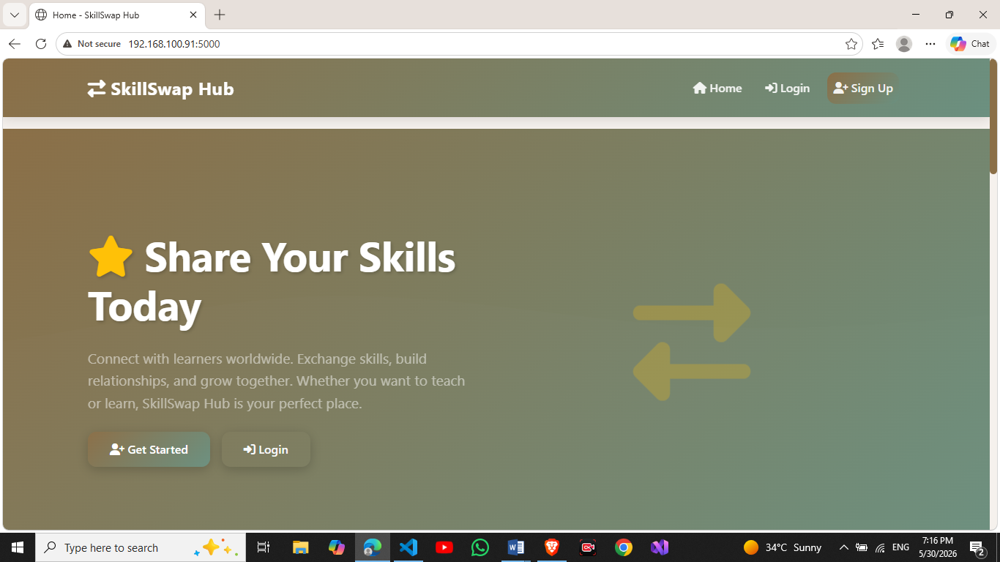 Home - SkillSwap Hub
Not secure 192.168.100.91:5000
Chat
SkillSwap Hub
Home Login Sign Up
Share Your Skills
Today
Connect with learners worldwide. Exchange skills, build
relationships, and grow together. Whether you want to teach
or learn, SkillSwap Hub is your perfect place.
Get Started Login
Type here to search
34°C Sunny
ENG
7:16 PM
5/30/2026
2